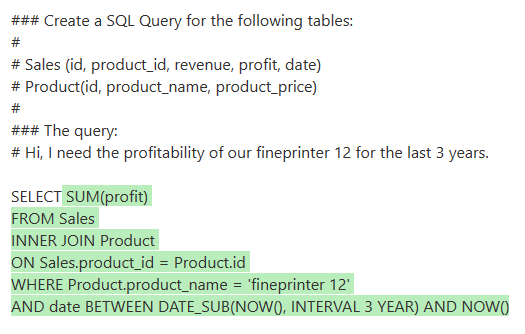 ### Create a SQL Query for the following tables:
#
# Sales (id, product_id, revenue, profit, date)
# Product(id, product_name, product_price)
#
### The query:
# Hi, I need the profitability of our fineprinter 12 for the last 3 years.
SELECT SUM(profit)
FROM Sales
INNER JOIN Product
ON Sales.product_id = Product.id
WHERE Product.product_name = 'fineprinter 12'
AND date BETWEEN DATE_SUB(NOW(), INTERVAL 3 YEAR) AND NOW()